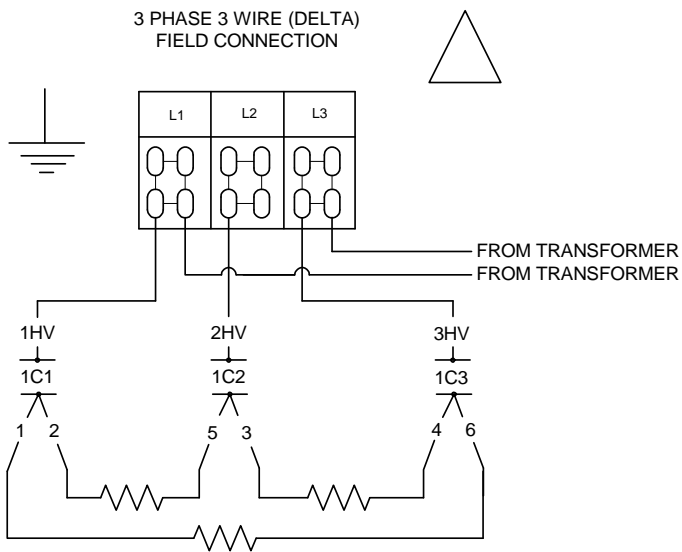 3 PHASE 3 WIRE (DELTA)
FIELD CONNECTION
L1 L2 L3
FROM TRANSFORMER
FROM TRANSFORMER
1HV 2HV 3HV
1C1 1C2 1C3
1 2 5 3 4 6